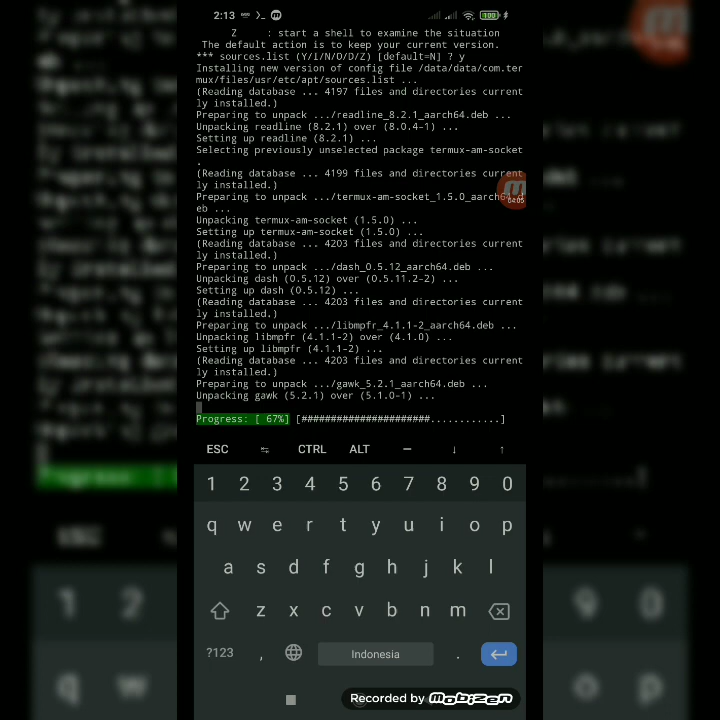 2:13
100
Z : start a shell to examine the situation
The default action is to keep your current version.
*** sources.list (Y/I/N/O/D/Z) [default=N] ? y
Installing new version of config file /data/data/com.ter
mux/files/usr/etc/apt/sources.list ...
(Reading database ... 4197 files and directories current
ly installed.)
Preparing to unpack .../readline_8.2.1_aarch64.deb ...
Unpacking readline (8.2.1) over (8.0.4-1) ...
Setting up readline (8.2.1) ...
Selecting previously unselected package termux-am-socket
.
(Reading database ... 4199 files and directories current
ly installed.)
Preparing to unpack .../termux-am-socket_1.5.0_aarch64.d
eb ...
04:05
Unpacking termux-am-socket (1.5.0) ...
Setting up termux-am-socket (1.5.0) ...
(Reading database ... 4203 files and directories current
ly installed.)
Preparing to unpack .../dash_0.5.12_aarch64.deb ...
Unpacking dash (0.5.12) over (0.5.11.2-2) ...
Setting up dash (0.5.12) ...
(Reading database ... 4203 files and directories current
ly installed.)
Preparing to unpack .../libmpfr_4.1.1-2_aarch64.deb ...
Unpacking libmpfr (4.1.1-2) over (4.1.0) ...
Setting up libmpfr (4.1.1-2) ...
(Reading database ... 4203 files and directories current
ly installed.)
Preparing to unpack .../gawk_5.2.1_aarch64.deb ...
Unpacking gawk (5.2.1) over (5.1.0-1) ...
Progress: [ 67%] [######################............]
ESC ↹ CTRL ALT — ↓ ↑
1 2 3 4 5 6 7 8 9 0
q w e r t y u i o p
a s d f g h j k l
z x c v b n m
?123 , Indonesia .
Recorded by mobizen